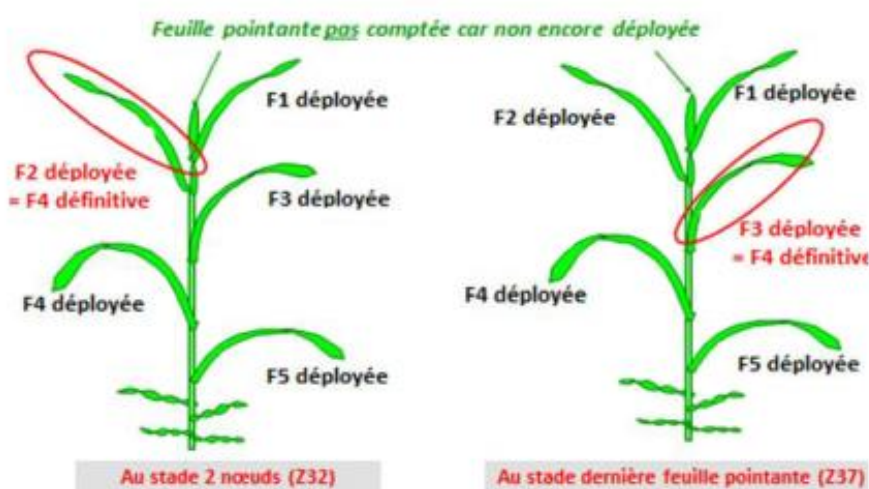 Feuille pointante pas comptée car non encore déployée
F1 déployée
F2 déployée
= F4 définitive
F3 déployée
F4 déployée
F5 déployée
Au stade 2 nœuds (Z32)
F2 déployée
F1 déployée
F3 déployée
= F4 définitive
F4 déployée
F5 déployée
Au stade dernière feuille pointante (Z37)